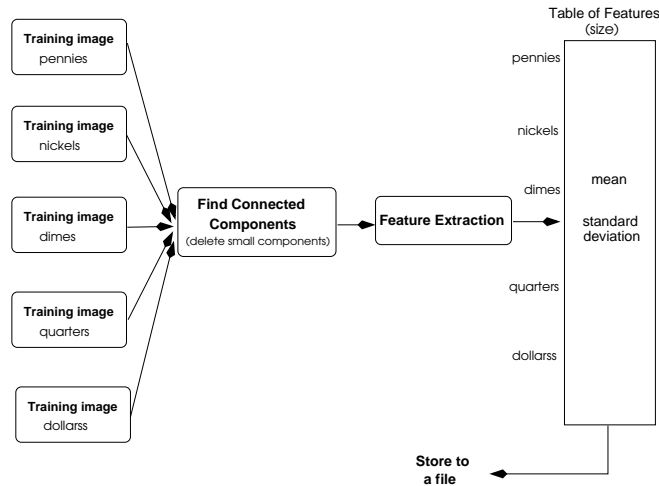 Training image
pennies
Training image
nickels
Training image
dimes
Training image
quarters
Training image
dollarss
Find Connected
Components
(delete small components)
Feature Extraction
Table of Features
(size)
pennies
nickels
dimes
quarters
dollarss
mean
standard
deviation
Store to
a file